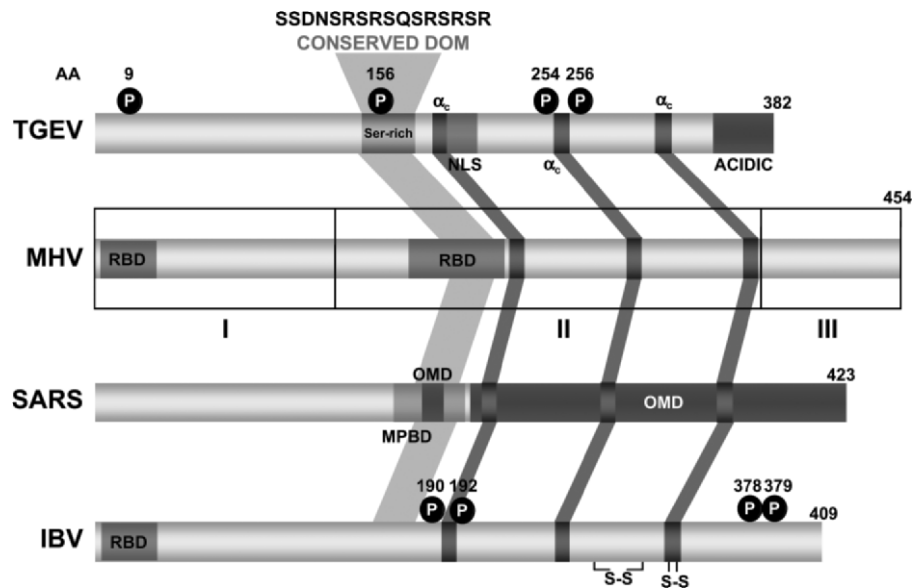 SSDNSRSRSQSRSRSR
CONSERVED DOM
AA 9 156 254 256
P P αc P P αc 382
TGEV Ser-rich
NLS αc ACIDIC
454
MHV RBD RBD
I II III
OMD 423
SARS OMD
MPBD
190 192 378 379
P P P P 409
IBV RBD
S-S S-S